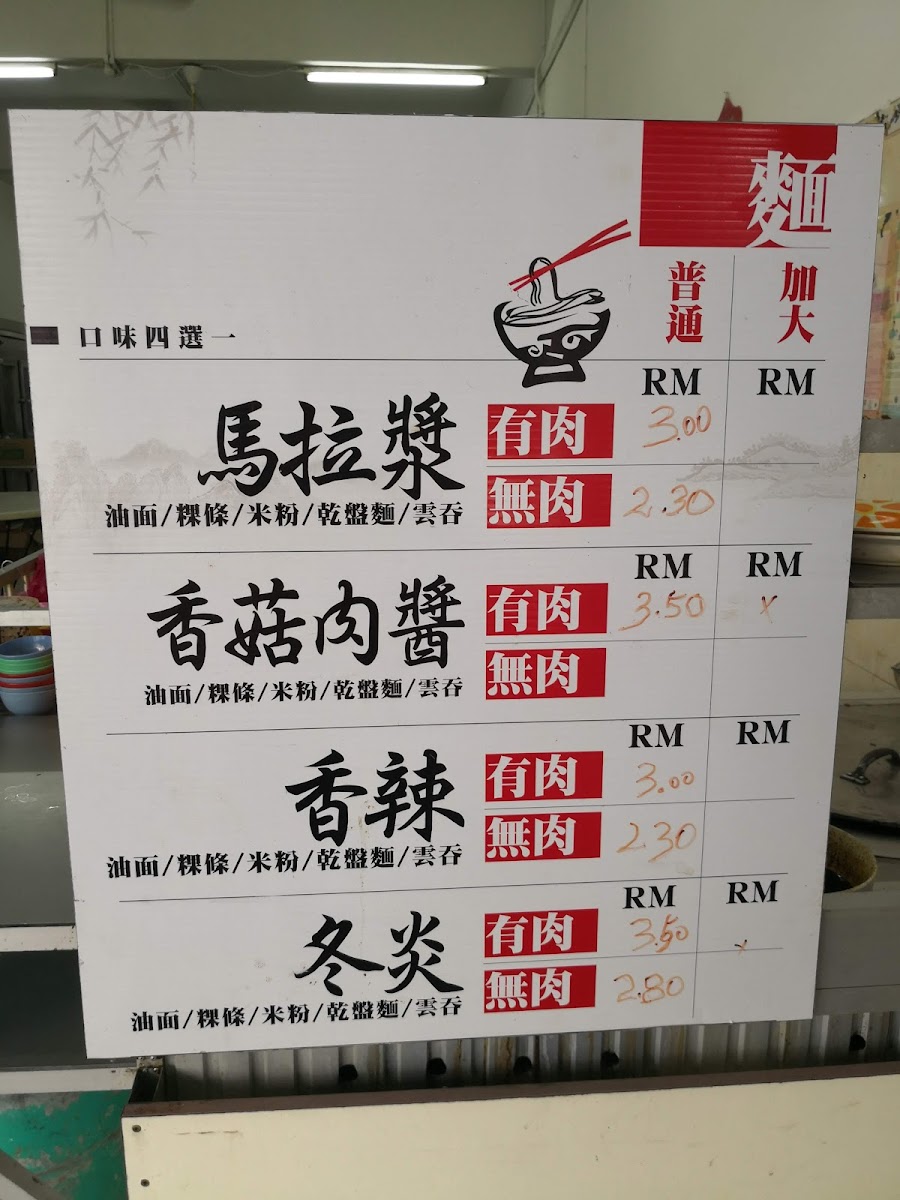 麵
普通 加大
口味四選一
RM RM
馬拉漿 有肉 3.00
無肉 2.30
油面/粿條/米粉/乾盤麵/雲吞
RM RM
香菇肉醬 有肉 3.50 x
無肉
油面/粿條/米粉/乾盤麵/雲吞
RM RM
香辣 有肉 3.00
無肉 2.30
油面/粿條/米粉/乾盤麵/雲吞
RM RM
冬炎 有肉 3.50 x
無肉 2.80
油面/粿條/米粉/乾盤麵/雲吞